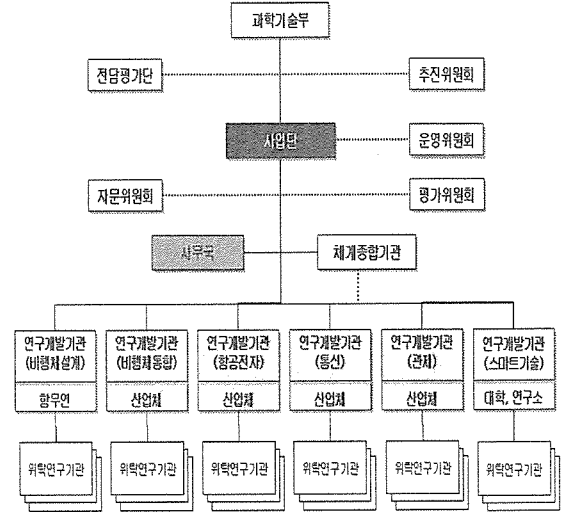 과학기술부
전담평가단
추진위원회
사업단
운영위원회
자문위원회
평가위원회
사무국
체계종합기관
연구개발기관
(비행체설계)
항우연
연구개발기관
(비행체통합)
산업체
연구개발기관
(항공전자)
산업체
연구개발기관
(통신)
산업체
연구개발기관
(관제)
산업체
연구개발기관
(스마트기술)
대학, 연구소
위탁연구기관
위탁연구기관
위탁연구기관
위탁연구기관
위탁연구기관
위탁연구기관